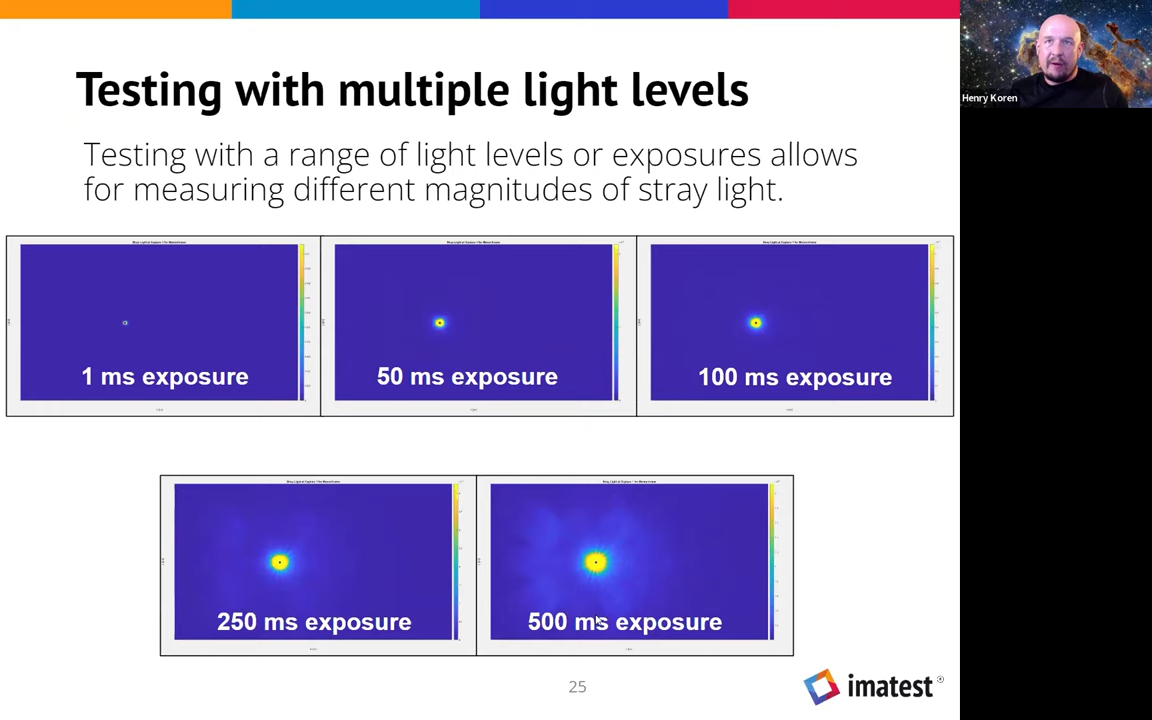 Testing with multiple light levels
Henry Koren
Testing with a range of light levels or exposures allows
for measuring different magnitudes of stray light.
1 ms exposure
50 ms exposure
100 ms exposure
250 ms exposure
500 ms exposure
25
imatest